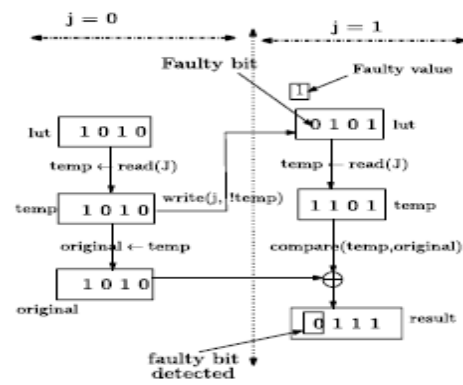 j = 0
j = 1
Faulty bit
Faulty value
1
lut
1 0 1 0
0 1 0 1
lut
temp ← read(J)
temp ← read(J)
temp
1 0 1 0
write(j, !temp)
1 1 0 1
temp
original ← temp
compare(temp,original)
1 0 1 0
original
0 1 1 1
result
faulty bit
detected